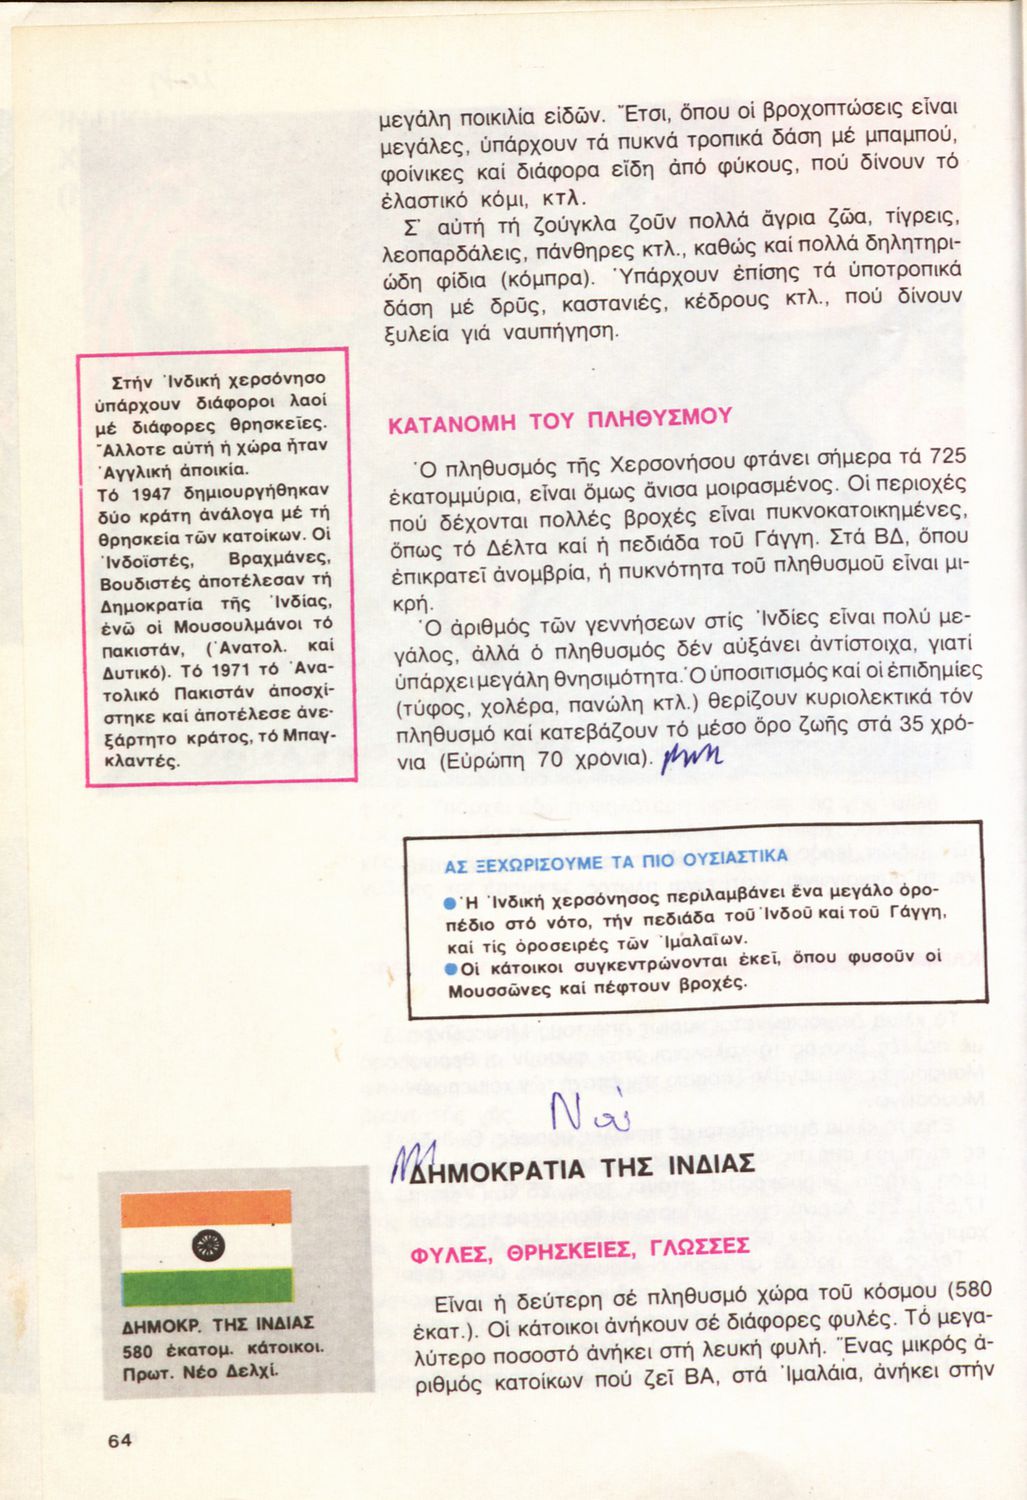 μεγάλη ποικιλία εἰδῶν. Ἔτσι, ὅπου οἱ βροχοπτώσεις εἶναι
μεγάλες, ὑπάρχουν τά πυκνά τροπικά δάση μέ μπαμπού,
φοίνικες καί διάφορα εἴδη ἀπό φύκους, πού δίνουν τό
ἐλαστικό κόμι, κτλ.
Σ' αὐτή τή ζούγκλα ζοῦν πολλά ἄγρια ζῶα, τίγρεις,
λεοπαρδάλεις, πάνθηρες κτλ., καθώς καί πολλά δηλητηρι-
ώδη φίδια (κόμπρα). Ὑπάρχουν ἐπίσης τά ὑποτροπικά
δάση μέ δρῦς, καστανιές, κέδρους κτλ., πού δίνουν
ξυλεία γιά ναυπήγηση.
Στήν Ἰνδική χερσόνησο
ὑπάρχουν διάφοροι λαοί
μέ διάφορες θρησκεῖες.
Ἄλλοτε αὐτή ἡ χώρα ἦταν
Ἀγγλική ἀποικία.
Τό 1947 δημιουργήθηκαν
δύο κράτη ἀνάλογα μέ τή
θρησκεία τῶν κατοίκων. Οἱ
Ἰνδοϊστές, Βραχμάνες,
Βουδιστές ἀποτέλεσαν τή
Δημοκρατία τῆς Ἰνδίας,
ἐνῶ οἱ Μουσουλμάνοι τό
πακιστάν, (Ἀνατολ. καί
Δυτικό). Τό 1971 τό Ἀνα-
τολικό Πακιστάν ἀποσχί-
στηκε καί ἀποτέλεσε ἀνε-
ξάρτητο κράτος, τό Μπαγ-
κλαντές.
ΚΑΤΑΝΟΜΗ ΤΟΥ ΠΛΗΘΥΣΜΟΥ
Ὁ πληθυσμός τῆς Χερσονήσου φτάνει σήμερα τά 725
ἑκατομμύρια, εἶναι ὅμως ἄνισα μοιρασμένος. Οἱ περιοχές
πού δέχονται πολλές βροχές εἶναι πυκνοκατοικημένες,
ὅπως τό Δέλτα καί ἡ πεδιάδα τοῦ Γάγγη. Στά ΒΔ, ὅπου
ἐπικρατεῖ ἀνομβρία, ἡ πυκνότητα τοῦ πληθυσμοῦ εἶναι μι-
κρή.
Ὁ ἀριθμός τῶν γεννήσεων στίς Ἰνδίες εἶναι πολύ με-
γάλος, ἀλλά ὁ πληθυσμός δέν αὐξάνει ἀντίστοιχα, γιατί
ὑπάρχει μεγάλη θνησιμότητα. Ὁ ὑποσιτισμός καί οἱ ἐπιδημίες
(τύφος, χολέρα, πανώλη κτλ.) θερίζουν κυριολεκτικά τόν
πληθυσμό καί κατεβάζουν τό μέσο ὅρο ζωῆς στά 35 χρό-
νια (Εὐρώπη 70 χρόνια).
ΑΣ ΞΕΧΩΡΙΣΟΥΜΕ ΤΑ ΠΙΟ ΟΥΣΙΑΣΤΙΚΑ
● Ἡ Ἰνδική χερσόνησος περιλαμβάνει ἕνα μεγάλο ὀρο-
πέδιο στό νότο, τήν πεδιάδα τοῦ Ἰνδοῦ καί τοῦ Γάγγη,
καί τίς ὀροσειρές τῶν Ἰμαλαΐων.
● Οἱ κάτοικοι συγκεντρώνονται ἐκεῖ, ὅπου φυσοῦν οἱ
Μουσσῶνες καί πέφτουν βροχές.
Ναί
ΔΗΜΟΚΡΑΤΙΑ ΤΗΣ ΙΝΔΙΑΣ
ΦΥΛΕΣ, ΘΡΗΣΚΕΙΕΣ, ΓΛΩΣΣΕΣ
Εἶναι ἡ δεύτερη σέ πληθυσμό χώρα τοῦ κόσμου (580
ἑκατ.). Οἱ κάτοικοι ἀνήκουν σέ διάφορες φυλές. Τό μεγα-
λύτερο ποσοστό ἀνήκει στή λευκή φυλή. Ἕνας μικρός ἀ-
ριθμός κατοίκων πού ζεῖ ΒΑ, στά Ἰμαλάϊα, ἀνήκει στήν
ΔΗΜΟΚΡ. ΤΗΣ ΙΝΔΙΑΣ
580 ἑκατομ. κάτοικοι.
Πρωτ. Νέο Δελχί.
64